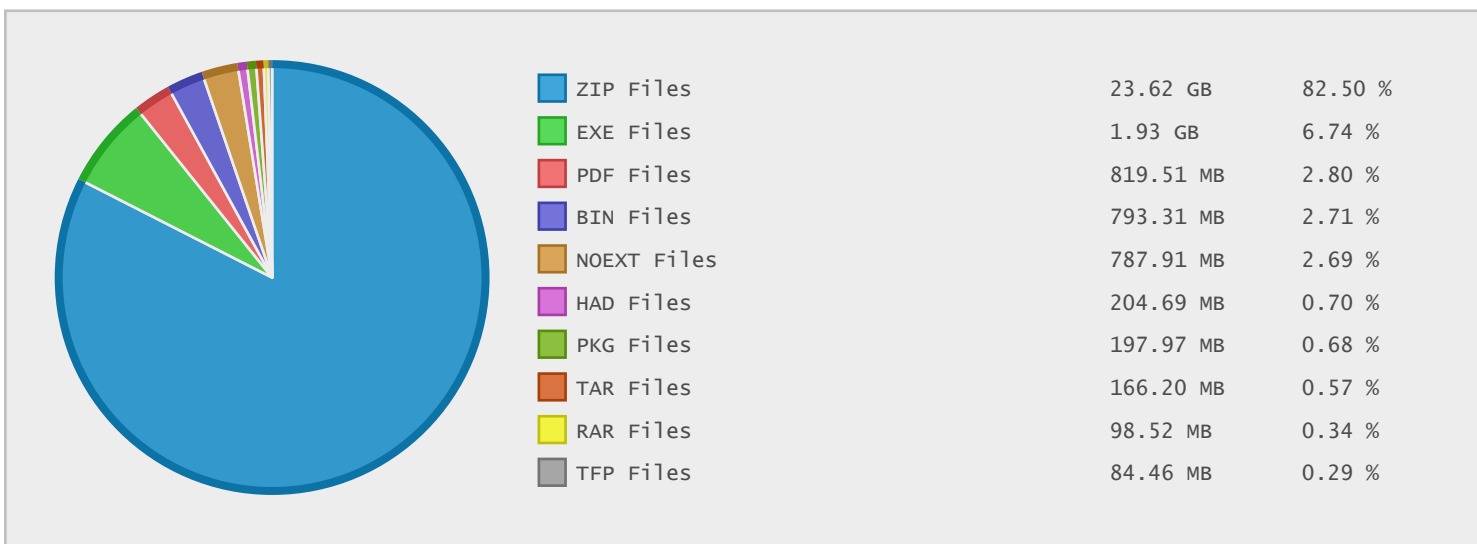 ZIP Files 23.62 GB 82.50 %
EXE Files 1.93 GB 6.74 %
PDF Files 819.51 MB 2.80 %
BIN Files 793.31 MB 2.71 %
NOEXT Files 787.91 MB 2.69 %
HAD Files 204.69 MB 0.70 %
PKG Files 197.97 MB 0.68 %
TAR Files 166.20 MB 0.57 %
RAR Files 98.52 MB 0.34 %
TFP Files 84.46 MB 0.29 %